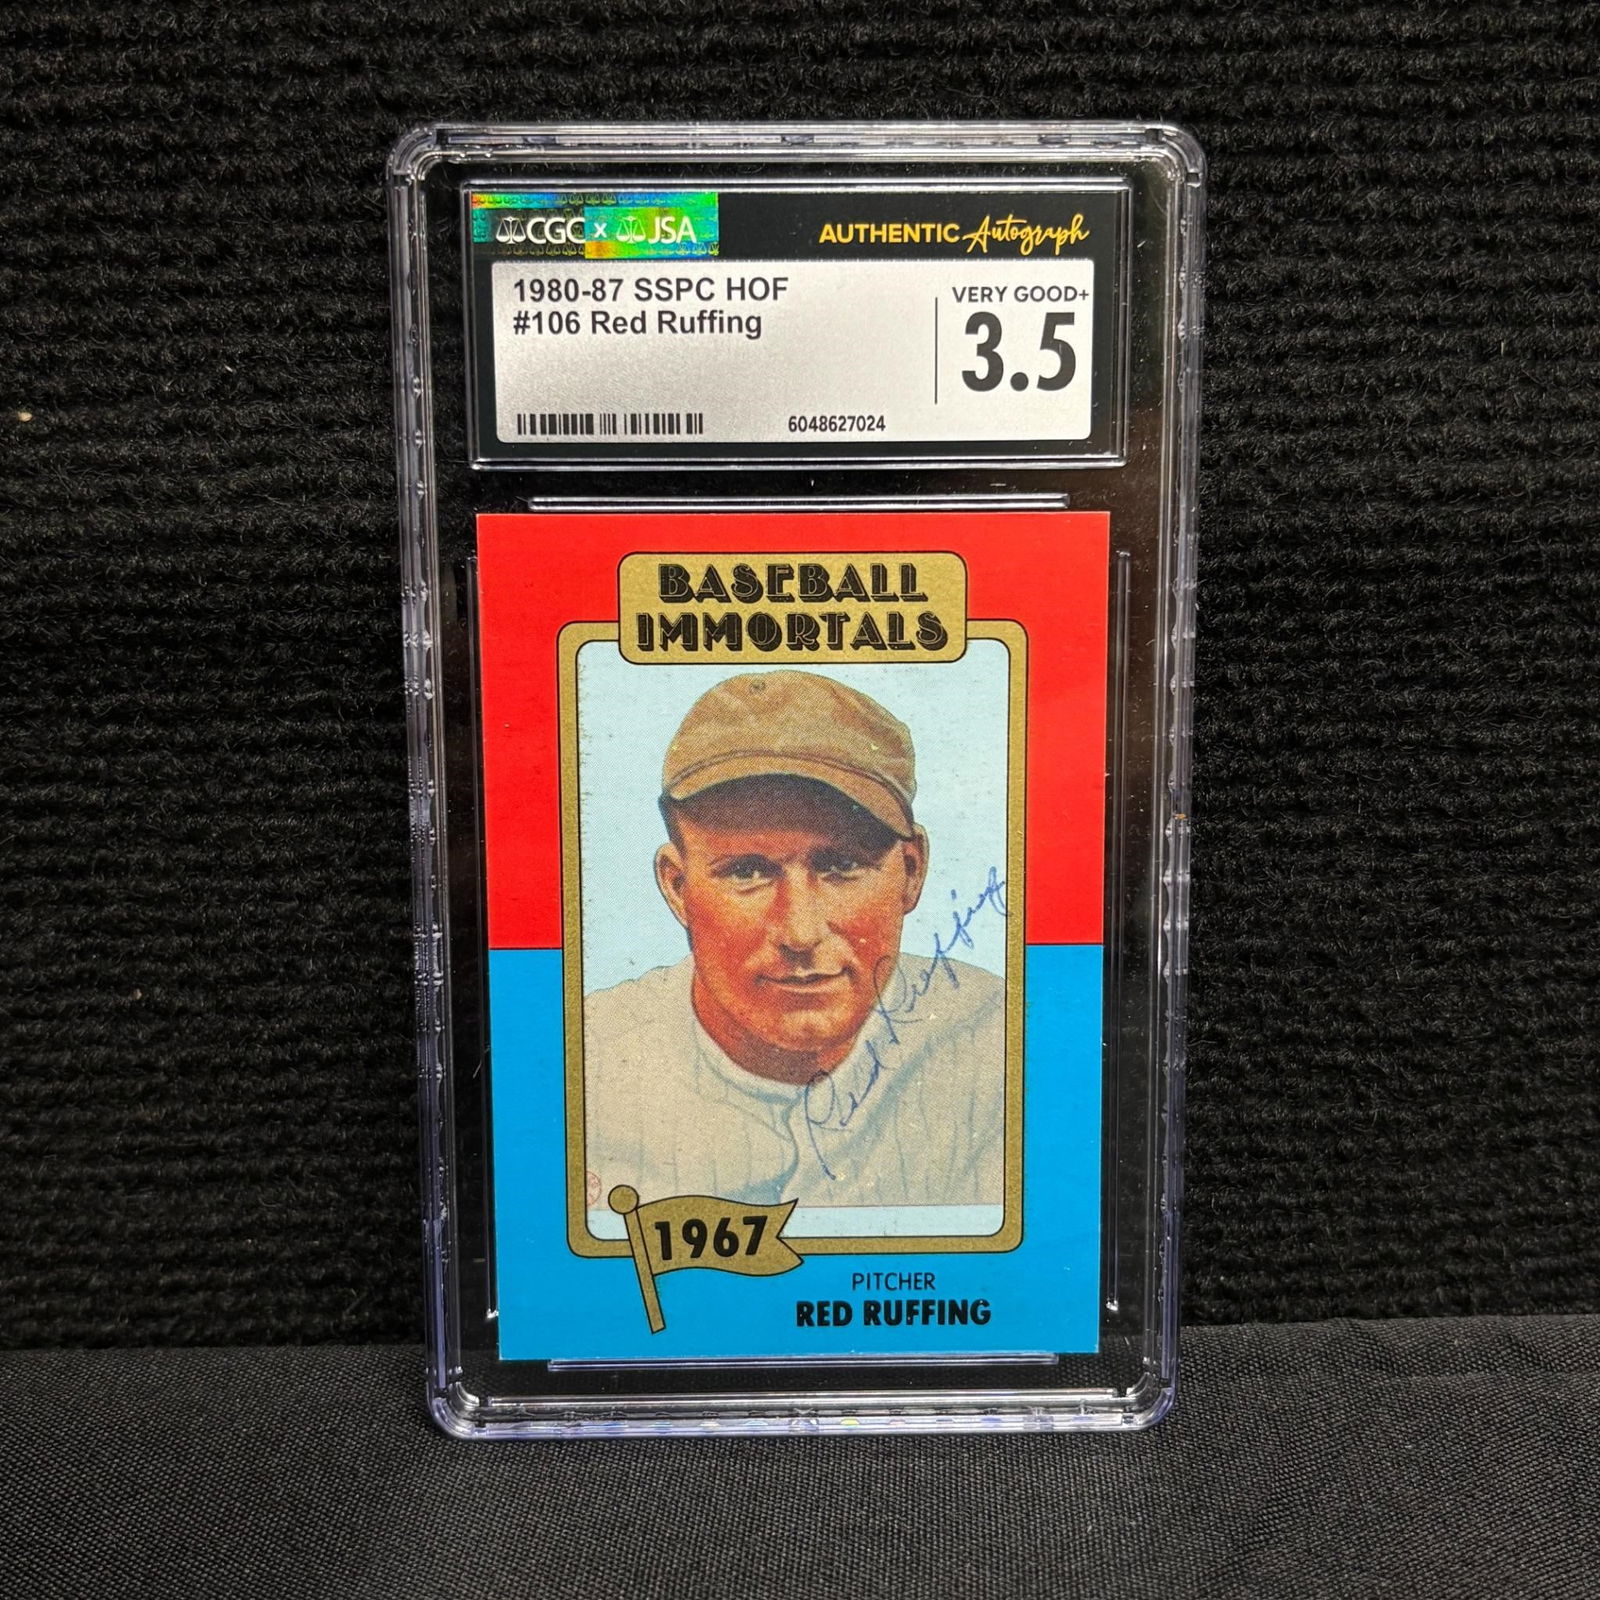 CGC x JSA
AUTHENTIC Autograph
1980-87 SSPC HOF
#106 Red Ruffing
VERY GOOD+
3.5
6048627024
BASEBALL
IMMORTALS
Red Ruffing
1967
PITCHER
RED RUFFING